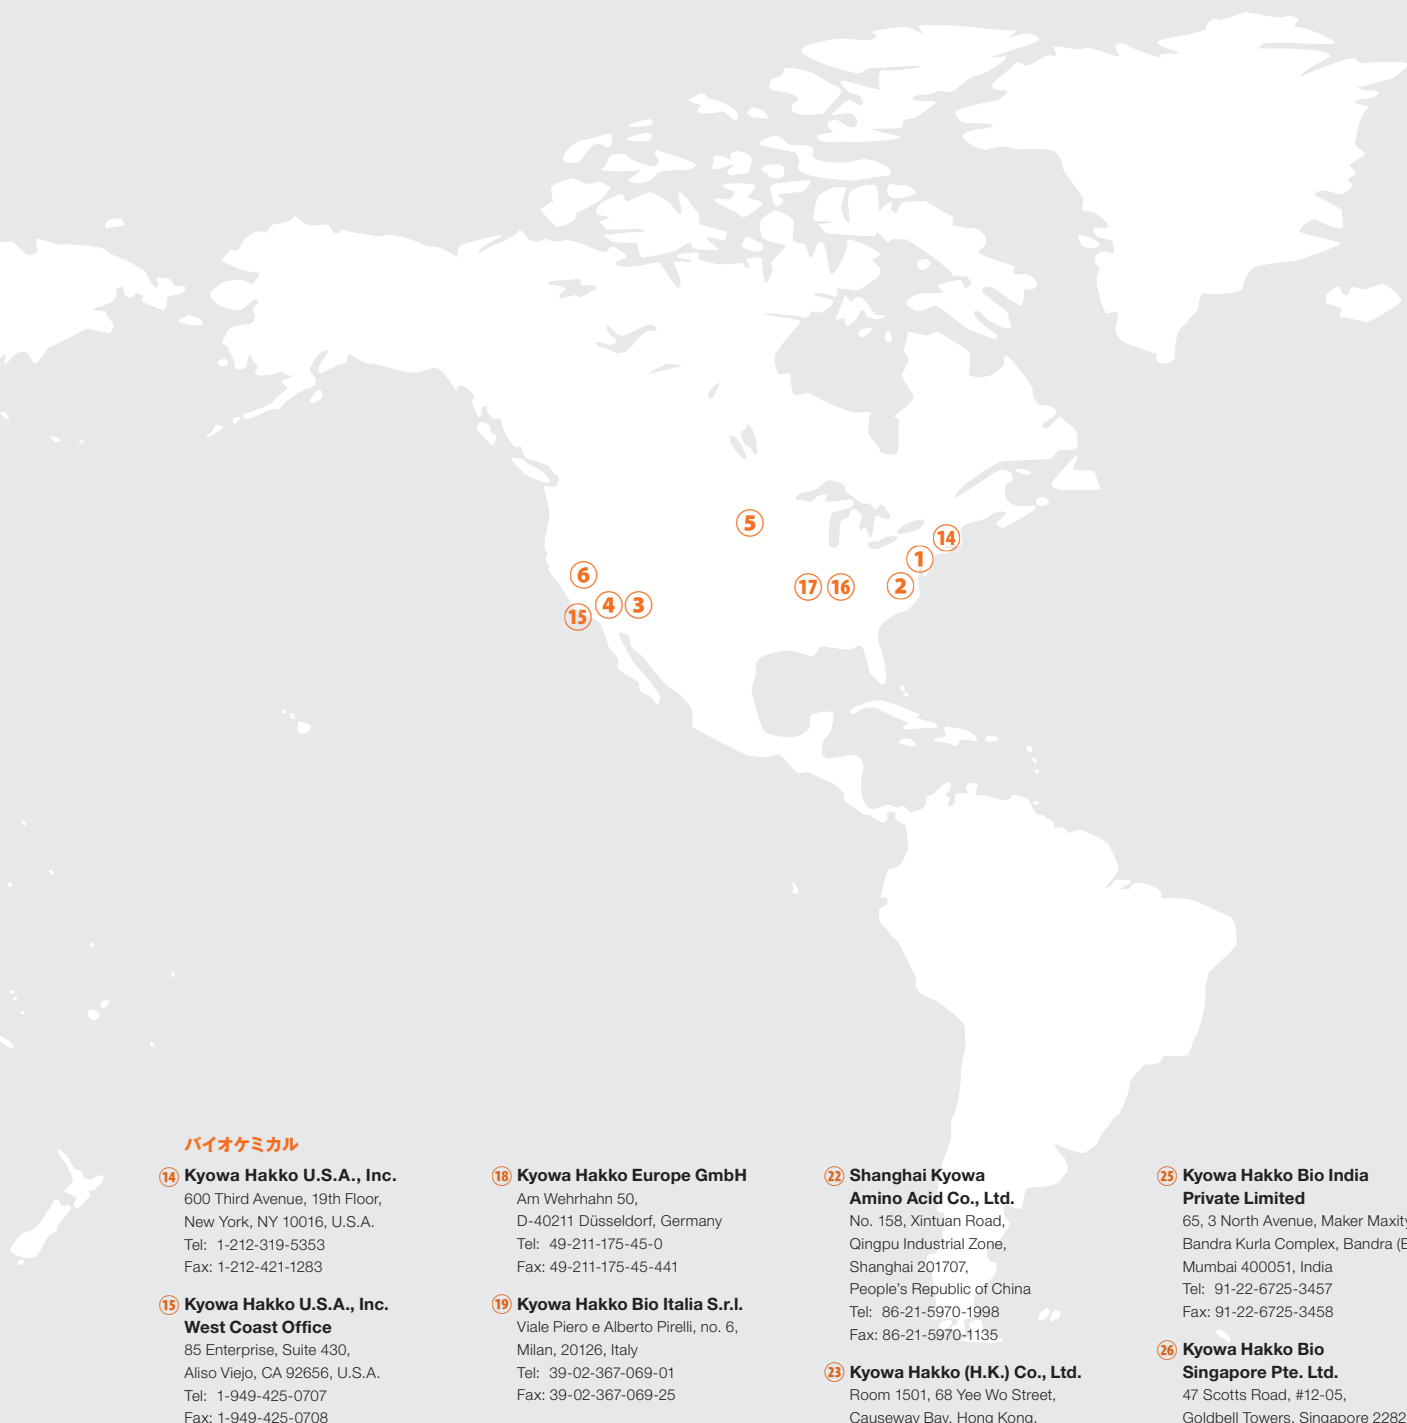 5
14
1
6
17 16
2
4 3
15
バイオケミカル
14 Kyowa Hakko U.S.A., Inc.
600 Third Avenue, 19th Floor,
New York, NY 10016, U.S.A.
Tel: 1-212-319-5353
Fax: 1-212-421-1283
15 Kyowa Hakko U.S.A., Inc.
West Coast Office
85 Enterprise, Suite 430,
Aliso Viejo, CA 92656, U.S.A.
Tel: 1-949-425-0707
Fax: 1-949-425-0708
18 Kyowa Hakko Europe GmbH
Am Wehrhahn 50,
D-40211 Düsseldorf, Germany
Tel: 49-211-175-45-0
Fax: 49-211-175-45-441
19 Kyowa Hakko Bio Italia S.r.l.
Viale Piero e Alberto Pirelli, no. 6,
Milan, 20126, Italy
Tel: 39-02-367-069-01
Fax: 39-02-367-069-25
22 Shanghai Kyowa
Amino Acid Co., Ltd.
No. 158, Xintuan Road,
Qingpu Industrial Zone,
Shanghai 201707,
People's Republic of China
Tel: 86-21-5970-1998
Fax: 86-21-5970-1135
23 Kyowa Hakko (H.K.) Co., Ltd.
Room 1501, 68 Yee Wo Street,
Causeway Bay, Hong Kong,
25 Kyowa Hakko Bio India
Private Limited
65, 3 North Avenue, Maker Maxity
Bandra Kurla Complex, Bandra (E
Mumbai 400051, India
Tel: 91-22-6725-3457
Fax: 91-22-6725-3458
26 Kyowa Hakko Bio
Singapore Pte. Ltd.
47 Scotts Road, #12-05,
Goldbell Towers, Singapore 2282